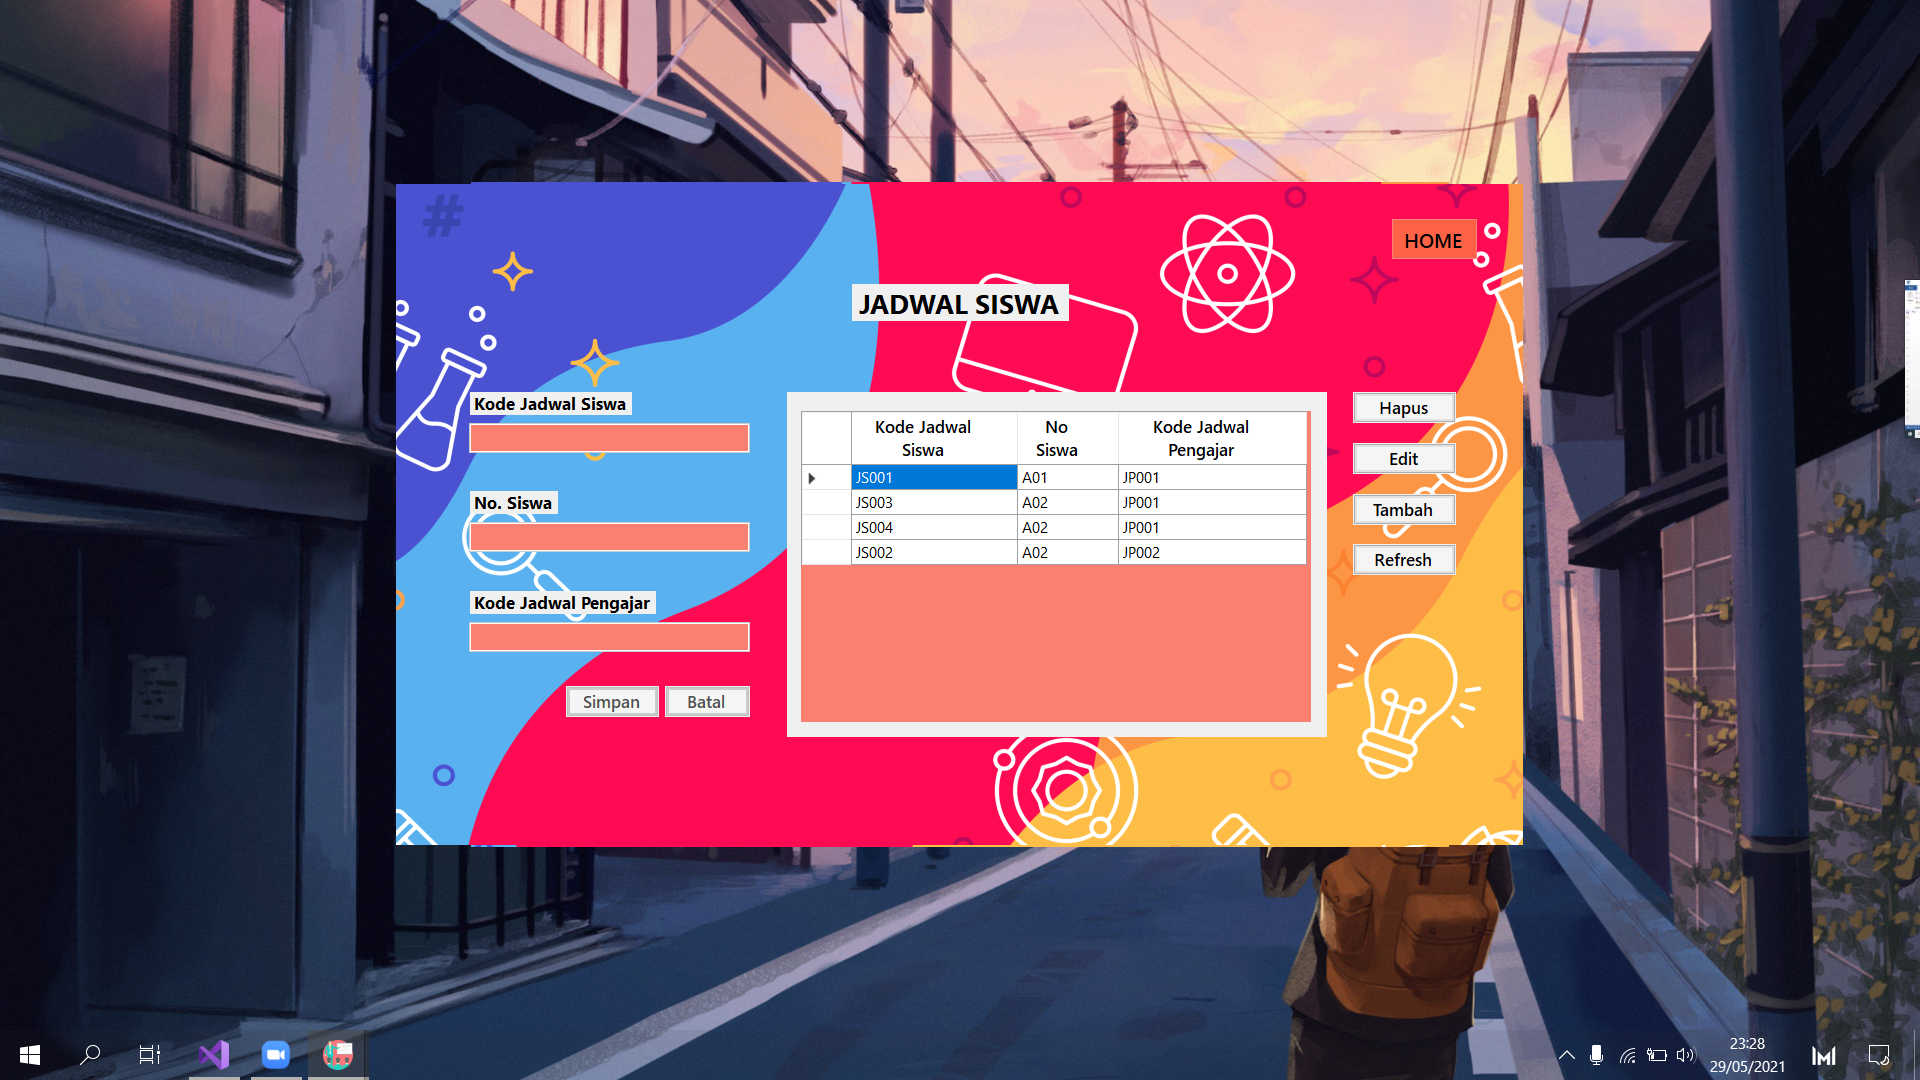 #
HOME
JADWAL SISWA
Kode Jadwal Siswa
No. Siswa
Kode Jadwal Pengajar
Simpan Batal
Kode Jadwal Siswa No Siswa Kode Jadwal Pengajar
JS001 A01 JP001
JS003 A02 JP001
JS004 A02 JP001
JS002 A02 JP002
Hapus
Edit
Tambah
Refresh
23:28
29/05/2021